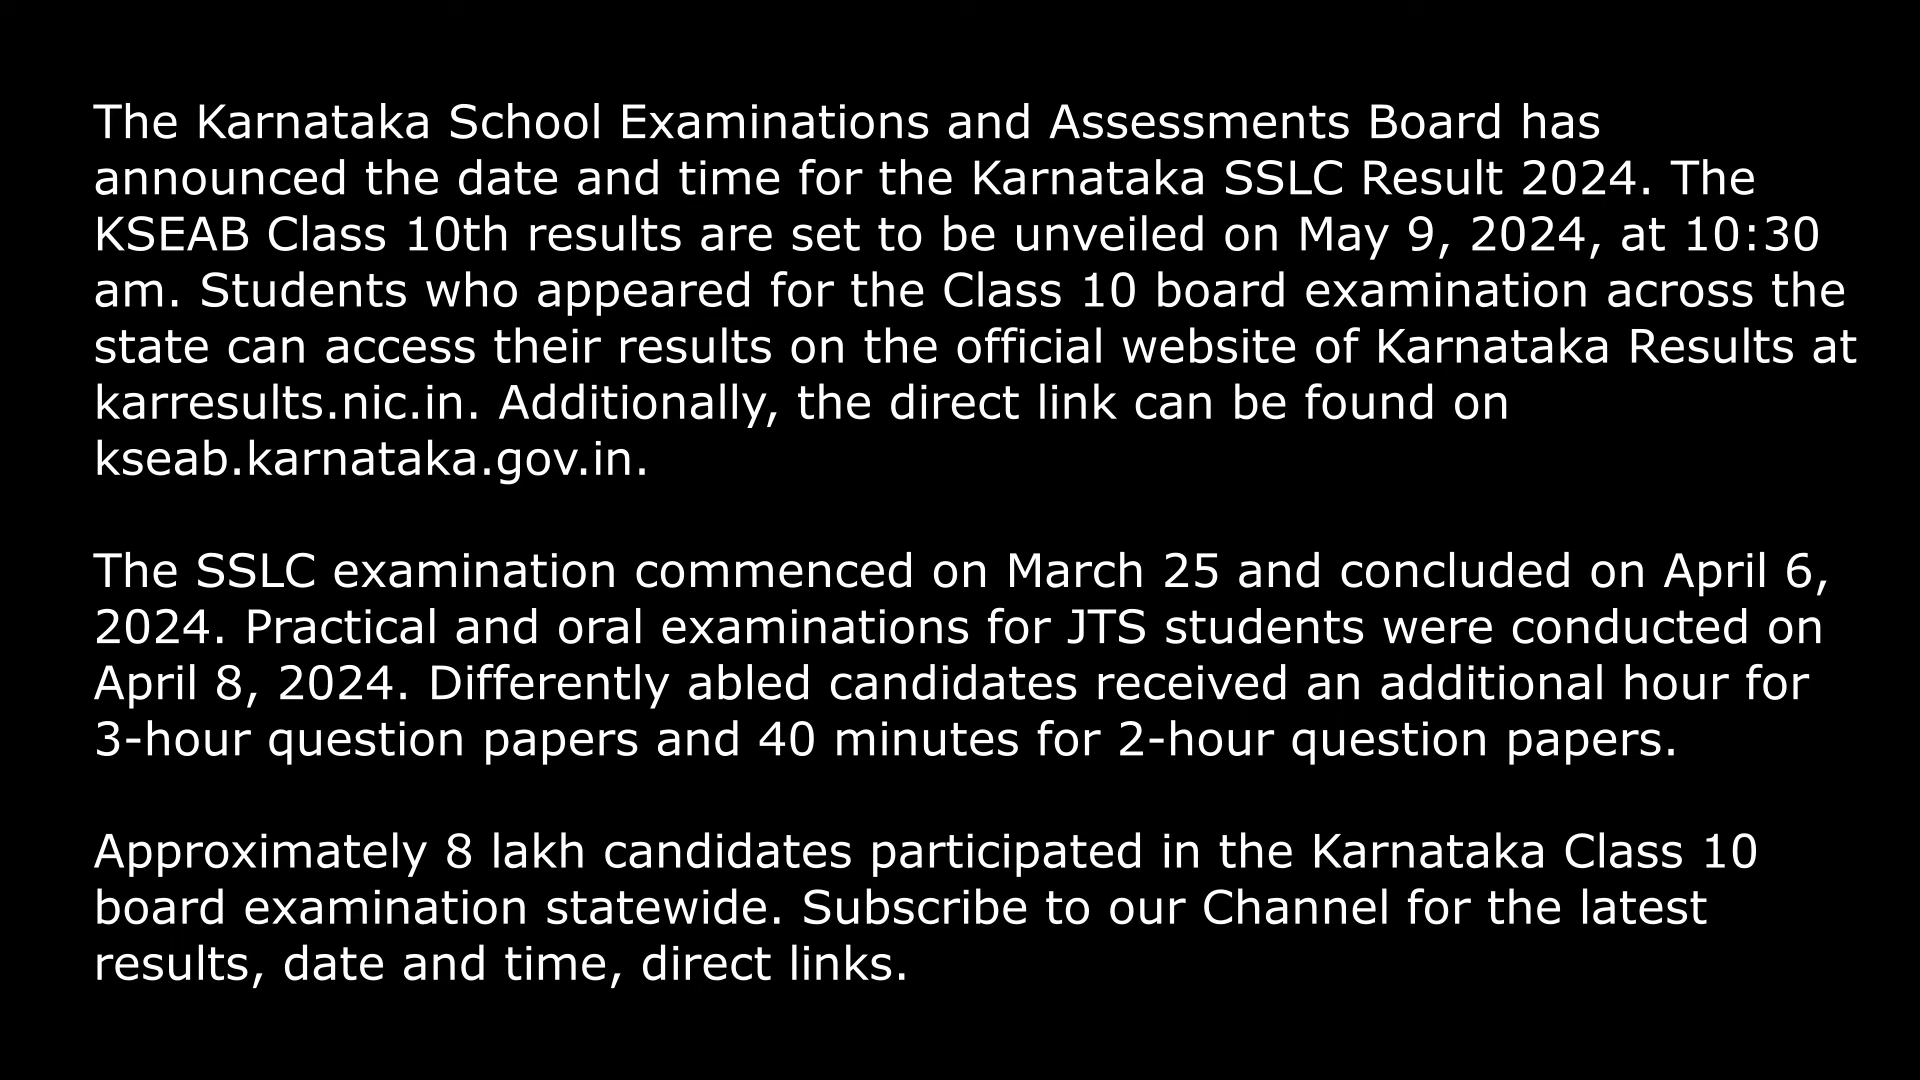 The Karnataka School Examinations and Assessments Board has
announced the date and time for the Karnataka SSLC Result 2024. The
KSEAB Class 10th results are set to be unveiled on May 9, 2024, at 10:30
am. Students who appeared for the Class 10 board examination across the
state can access their results on the official website of Karnataka Results at
karresults.nic.in. Additionally, the direct link can be found on
kseab.karnataka.gov.in.
The SSLC examination commenced on March 25 and concluded on April 6,
2024. Practical and oral examinations for JTS students were conducted on
April 8, 2024. Differently abled candidates received an additional hour for
3-hour question papers and 40 minutes for 2-hour question papers.
Approximately 8 lakh candidates participated in the Karnataka Class 10
board examination statewide. Subscribe to our Channel for the latest
results, date and time, direct links.